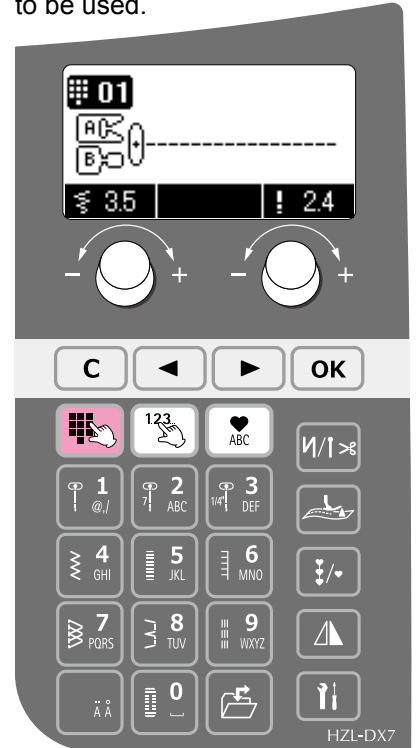 to be used.
01
A
B
3.5 2.4
- + - +
C OK
123 ABC
1 @,/ 7 2 ABC 1/4" 3 DEF
4 GHI 5 JKL 6 MNO
7 PQRS 8 TUV 9 WXYZ
Ä Å 0
HZL-DX7